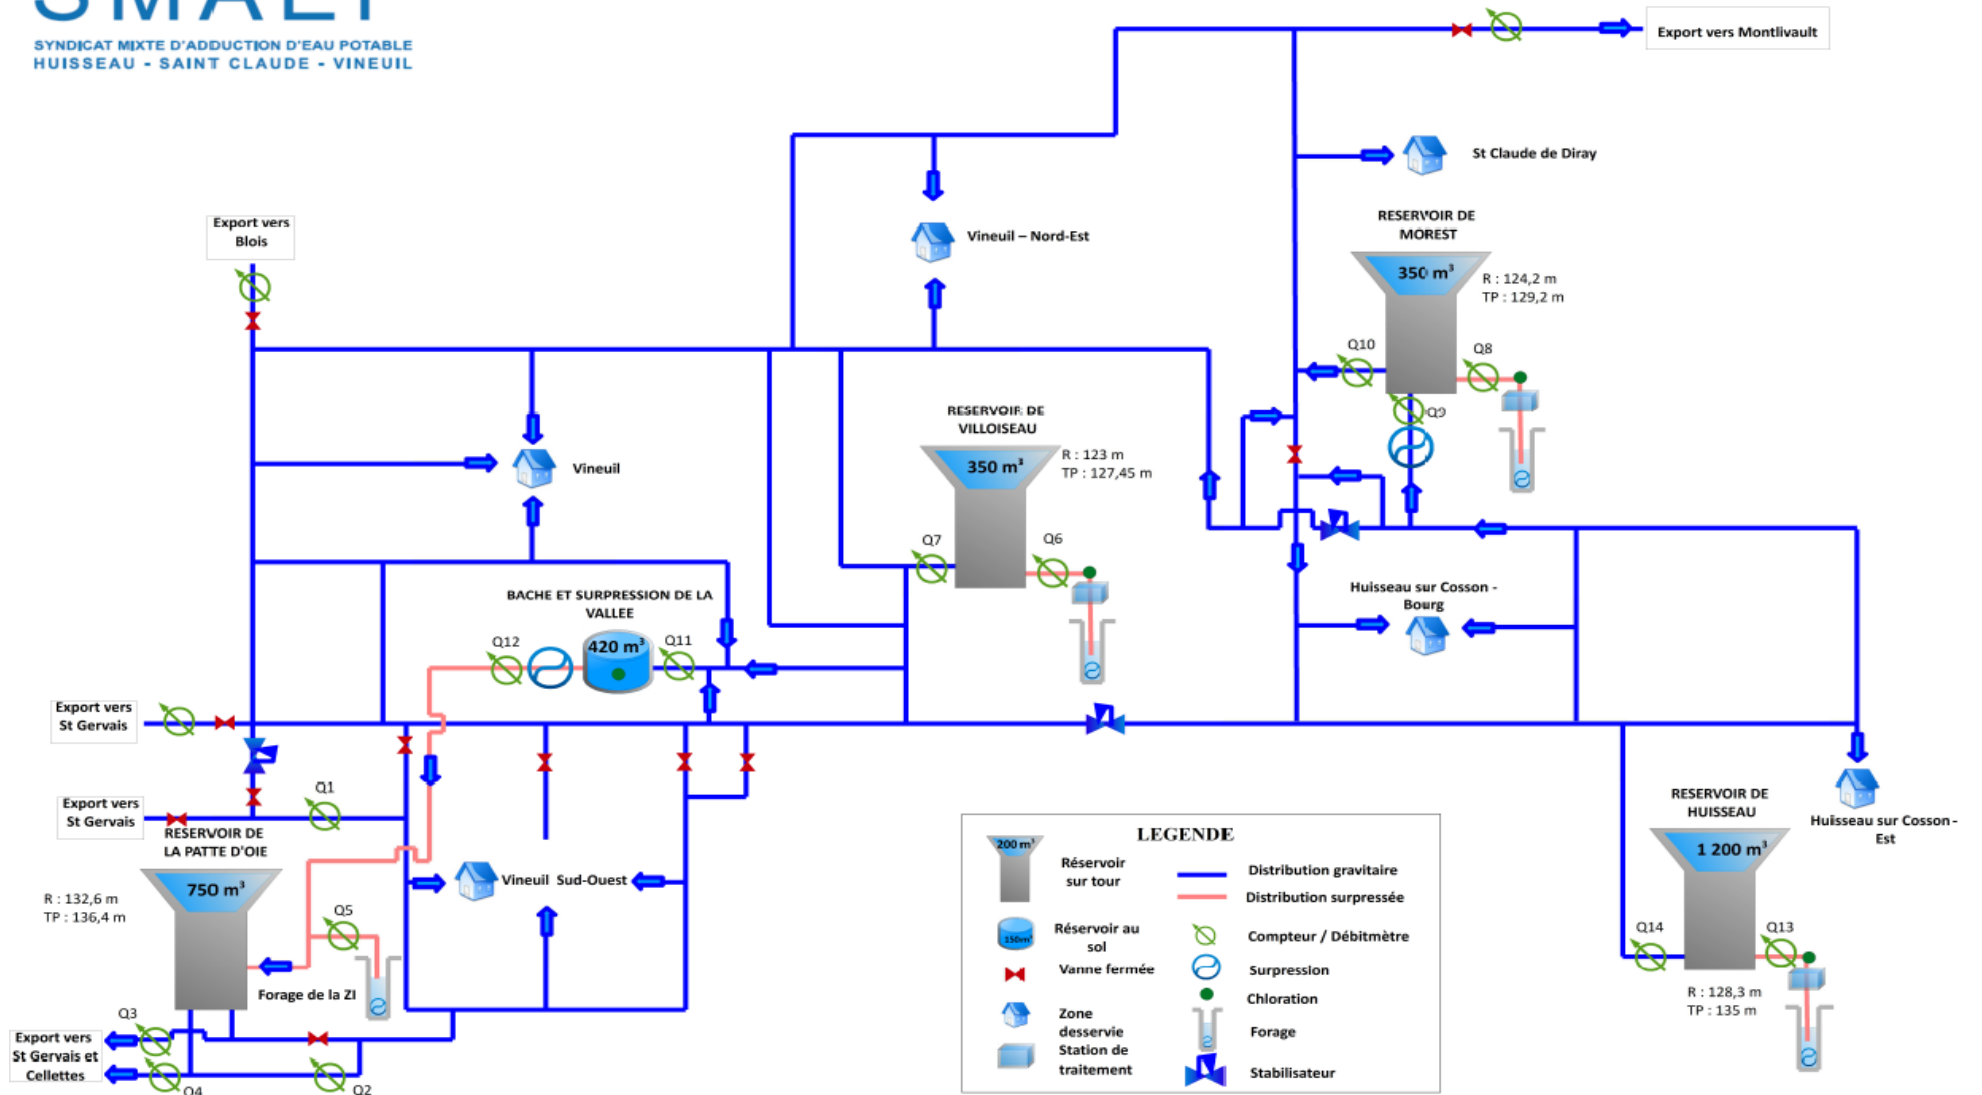 SYNDICAT MIXTE D'ADDUCTION D'EAU POTABLE
HUISSEAU - SAINT CLAUDE - VINEUIL
Export vers Montlivault
St Claude de Diray
Export vers
Blois
Vineuil – Nord-Est
RESERVOIR DE
MOREST
350 m³
R : 124,2 m
TP : 129,2 m
Q10
Q8
Q9
RESERVOIR DE
VILLOISEAU
350 m³
R : 123 m
TP : 127,45 m
Vineuil
Q7
Q6
BACHE ET SURPRESSION DE LA
VALLEE
Q12
420 m³
Q11
Huisseau sur Cosson -
Bourg
Export vers
St Gervais
Export vers
St Gervais
Q1
RESERVOIR DE
LA PATTE D'OIE
750 m³
R : 132,6 m
TP : 136,4 m
Q5
Forage de la ZI
Vineuil Sud-Ouest
Q3
Export vers
St Gervais et
Cellettes
Q4
Q2
RESERVOIR DE
HUISSEAU
1 200 m³
Huisseau sur Cosson -
Est
Q14
Q13
R : 128,3 m
TP : 135 m
LEGENDE
200 m³
Réservoir
sur tour
Distribution gravitaire
Distribution surpressée
150m³
Réservoir au
sol
Compteur / Débitmètre
Vanne fermée
Surpression
Chloration
Zone
desservie
Forage
Station de
traitement
Stabilisateur